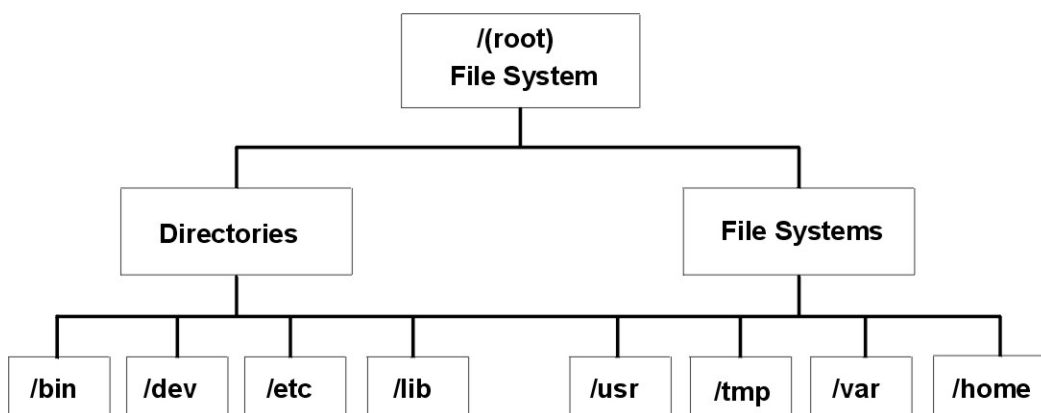 /(root)
File System
Directories
File Systems
/bin
/dev
/etc
/lib
/usr
/tmp
/var
/home